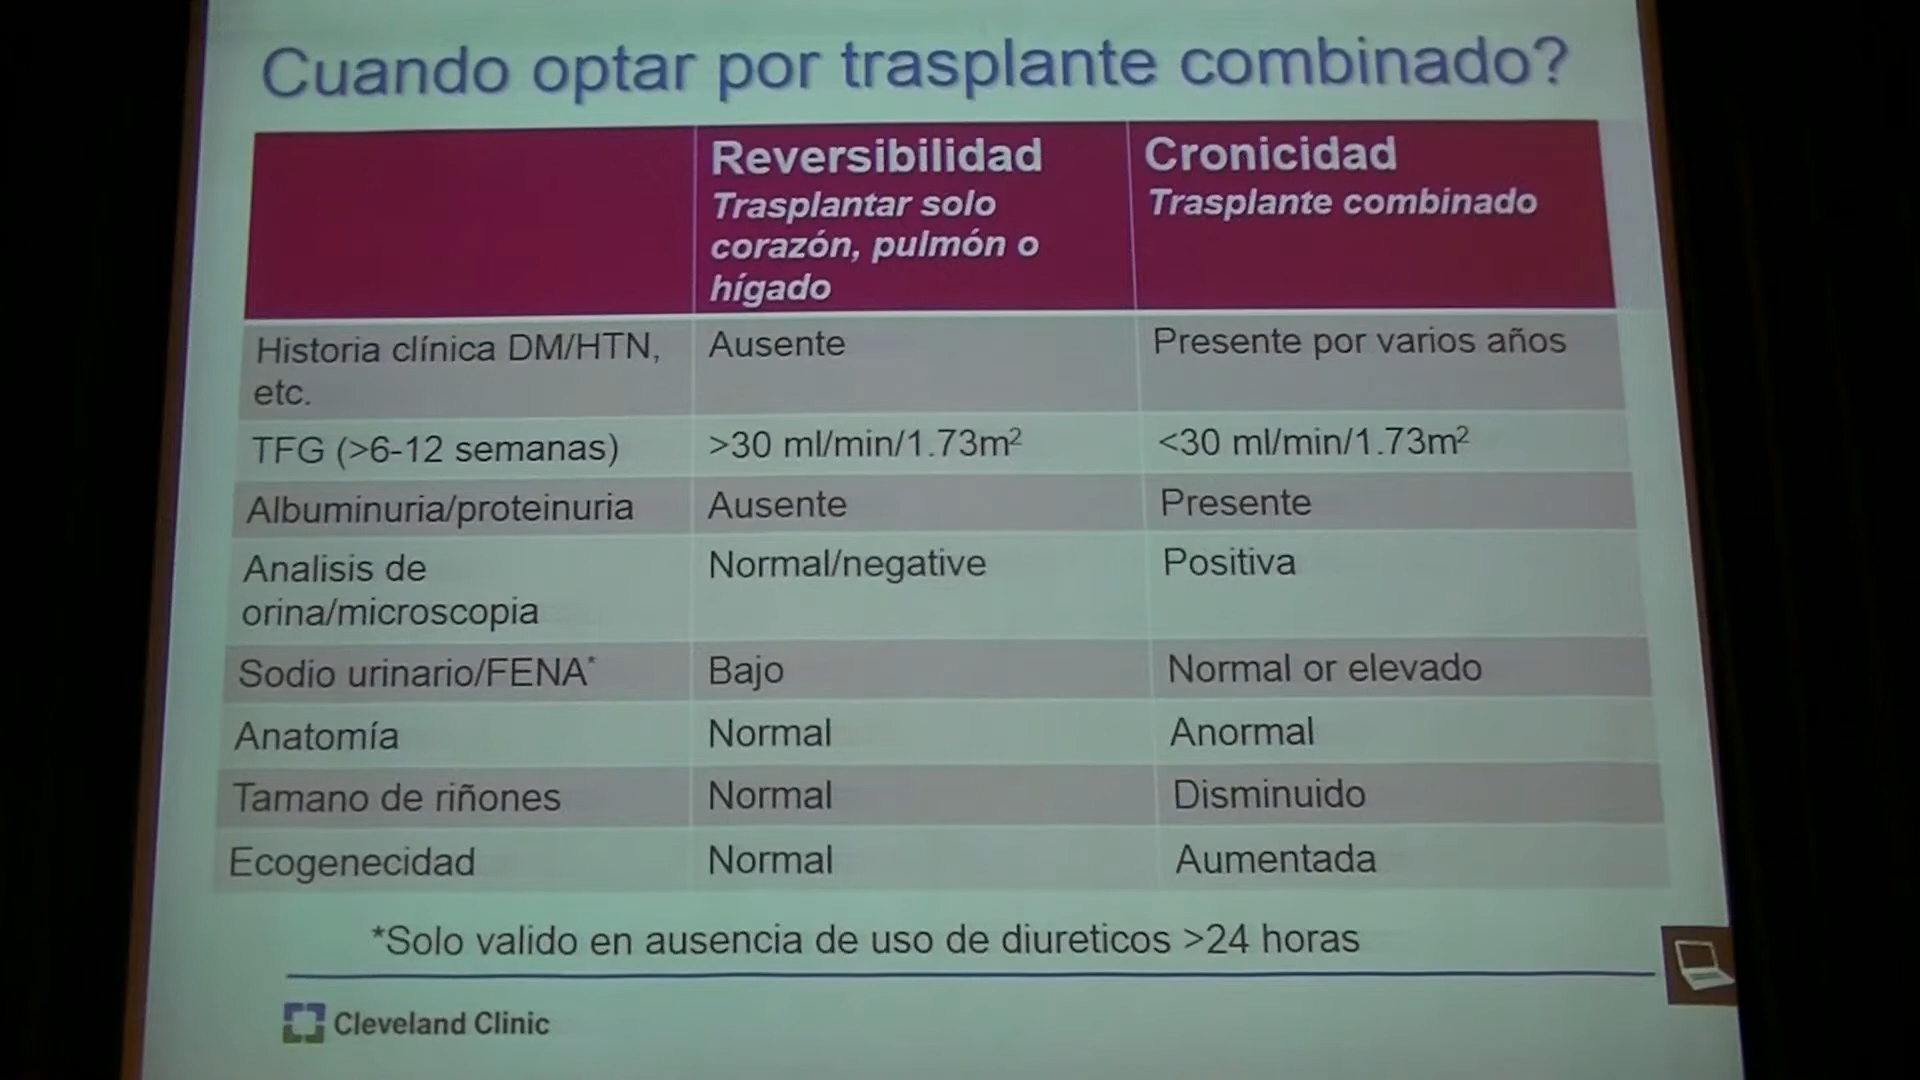 Cuando optar por trasplante combinado?
Reversibilidad
Trasplantar solo
corazón, pulmón o
hígado
Cronicidad
Trasplante combinado
Historia clínica DM/HTN,
etc.
Ausente
Presente por varios años
TFG (>6-12 semanas)
>30 ml/min/1.73m²
<30 ml/min/1.73m²
Albuminuria/proteinuria
Ausente
Presente
Analisis de
orina/microscopia
Normal/negative
Positiva
Sodio urinario/FENA*
Bajo
Normal or elevado
Anatomía
Normal
Anormal
Tamano de riñones
Normal
Disminuido
Ecogenecidad
Normal
Aumentada
*Solo valido en ausencia de uso de diureticos >24 horas
Cleveland Clinic